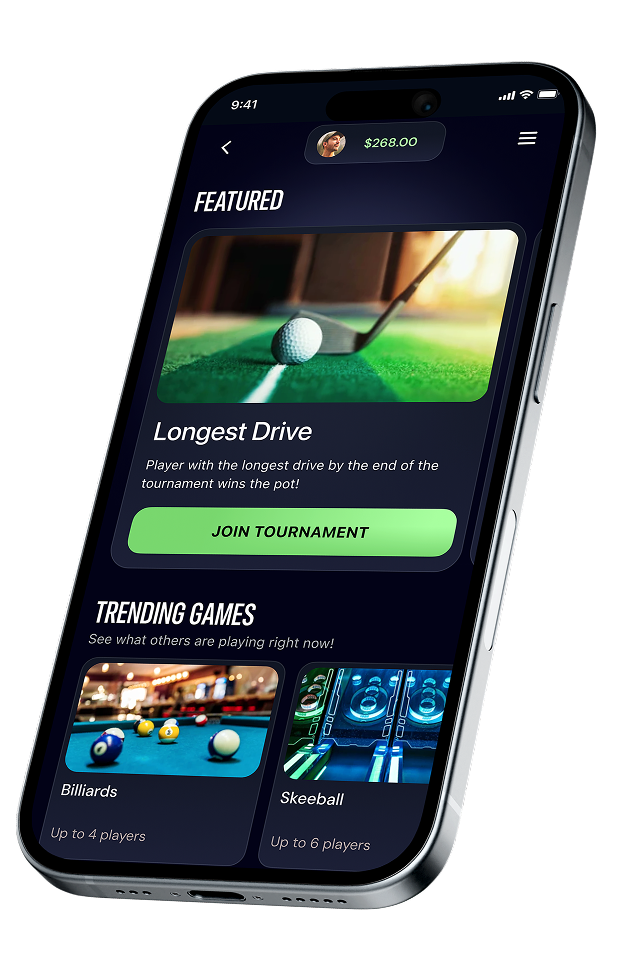 9:41
$268.00
FEATURED
Longest Drive
Player with the longest drive by the end of the
tournament wins the pot!
JOIN TOURNAMENT
TRENDING GAMES
See what others are playing right now!
Billiards
Up to 4 players
Skeeball
Up to 6 players